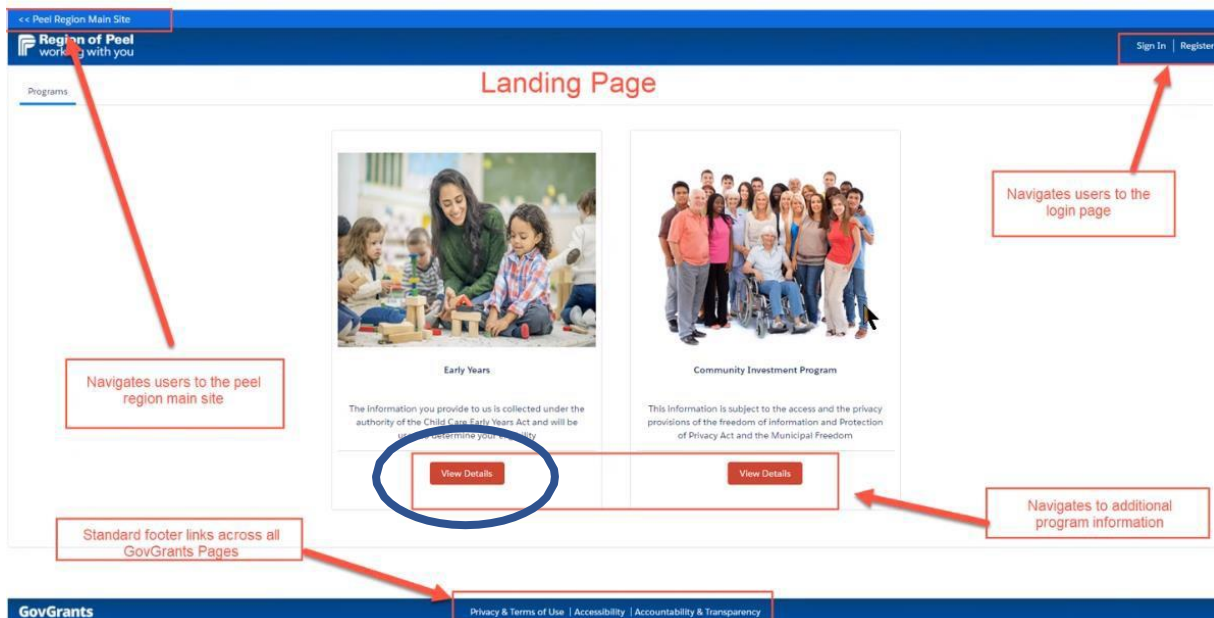 << Peel Region Main Site
Region of Peel
working with you
Sign In | Register
Programs
Landing Page
Navigates users to the
login page
Navigates users to the peel
region main site
Early Years
Community Investment Program
The Information you provide to us is collected under the
authority of the Child Care Early Years Act and will be
to determine your
This Information is subject to the access and the privacy
provisions of the freedom of information and Protection
of Privacy Act and the Municipal Freedom
View Details
View Details
Navigates to additional
program information
Standard footer links across all
GovGrants Pages
GovGrants
Privacy & Terms of Use | Accessibility | Accountability & Transparency